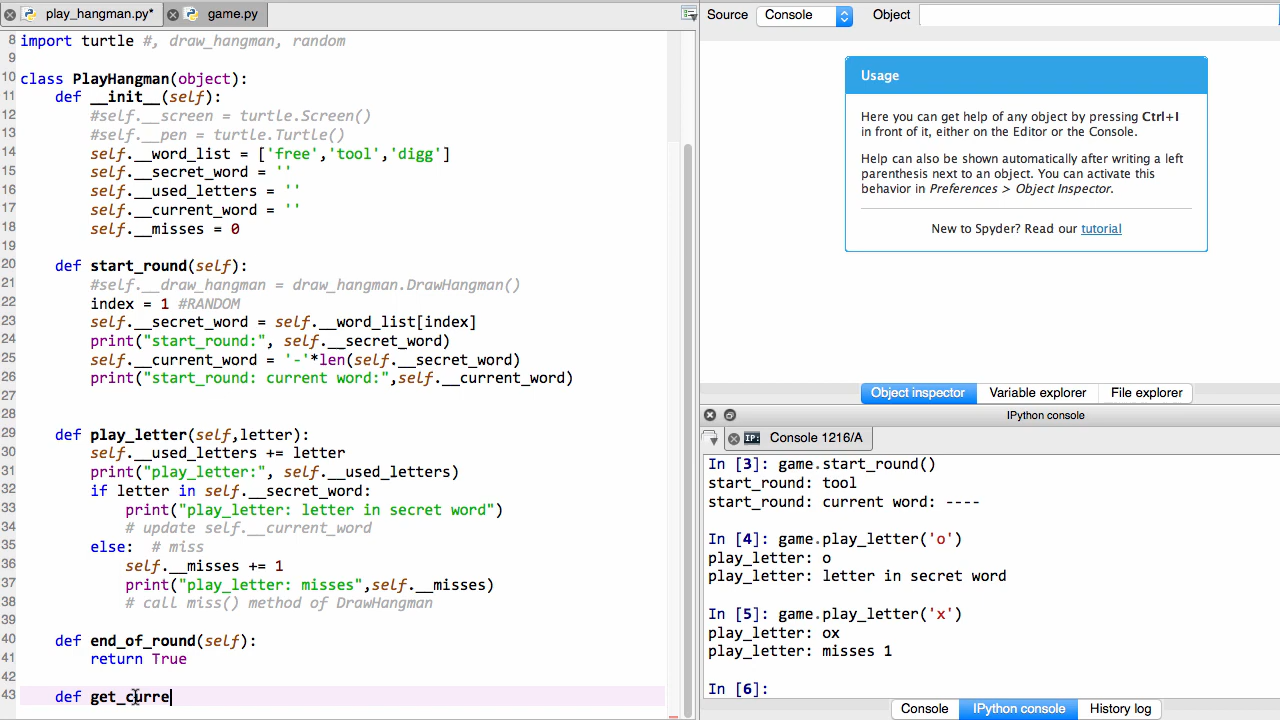 play_hangman.py*
game.py
8 import turtle #, draw_hangman, random
9
10 class PlayHangman(object):
11 def __init__(self):
12 #self.__screen = turtle.Screen()
13 #self.__pen = turtle.Turtle()
14 self.__word_list = ['free','tool','digg']
15 self.__secret_word = ''
16 self.__used_letters = ''
17 self.__current_word = ''
18 self.__misses = 0
19
20 def start_round(self):
21 #self.__draw_hangman = draw_hangman.DrawHangman()
22 index = 1 #RANDOM
23 self.__secret_word = self.__word_list[index]
24 print("start_round:", self.__secret_word)
25 self.__current_word = '-'*len(self.__secret_word)
26 print("start_round: current word:",self.__current_word)
27
28
29 def play_letter(self,letter):
30 self.__used_letters += letter
31 print("play_letter:", self.__used_letters)
32 if letter in self.__secret_word:
33 print("play_letter: letter in secret word")
34 # update self.__current_word
35 else: # miss
36 self.__misses += 1
37 print("play_letter: misses",self.__misses)
38 # call miss() method of DrawHangman
39
40 def end_of_round(self):
41 return True
42
43 def get_curre
Source Console Object
Usage
Here you can get help of any object by pressing Ctrl+I
in front of it, either on the Editor or the Console.
Help can also be shown automatically after writing a left
parenthesis next to an object. You can activate this
behavior in Preferences > Object Inspector.
New to Spyder? Read our tutorial
Object inspector Variable explorer File explorer
IPython console
IP: Console 1216/A
In [3]: game.start_round()
start_round: tool
start_round: current word: ----
In [4]: game.play_letter('o')
play_letter: o
play_letter: letter in secret word
In [5]: game.play_letter('x')
play_letter: ox
play_letter: misses 1
In [6]:
Console IPython console History log